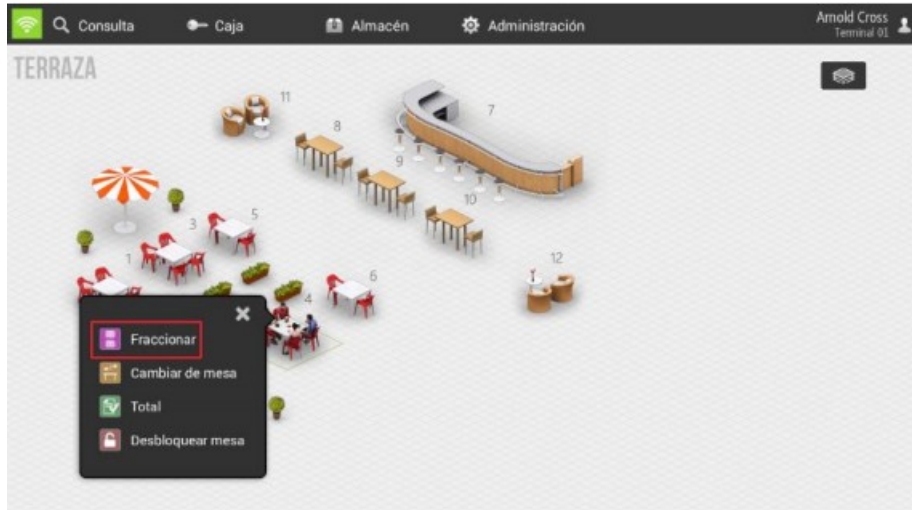 Consulta
Caja
Almacén
Administración
Arnold Cross
Terminal 01
TERRAZA
11
7
8
9
10
5
3
12
1
6
4
Fraccionar
Cambiar de mesa
Total
Desbloquear mesa